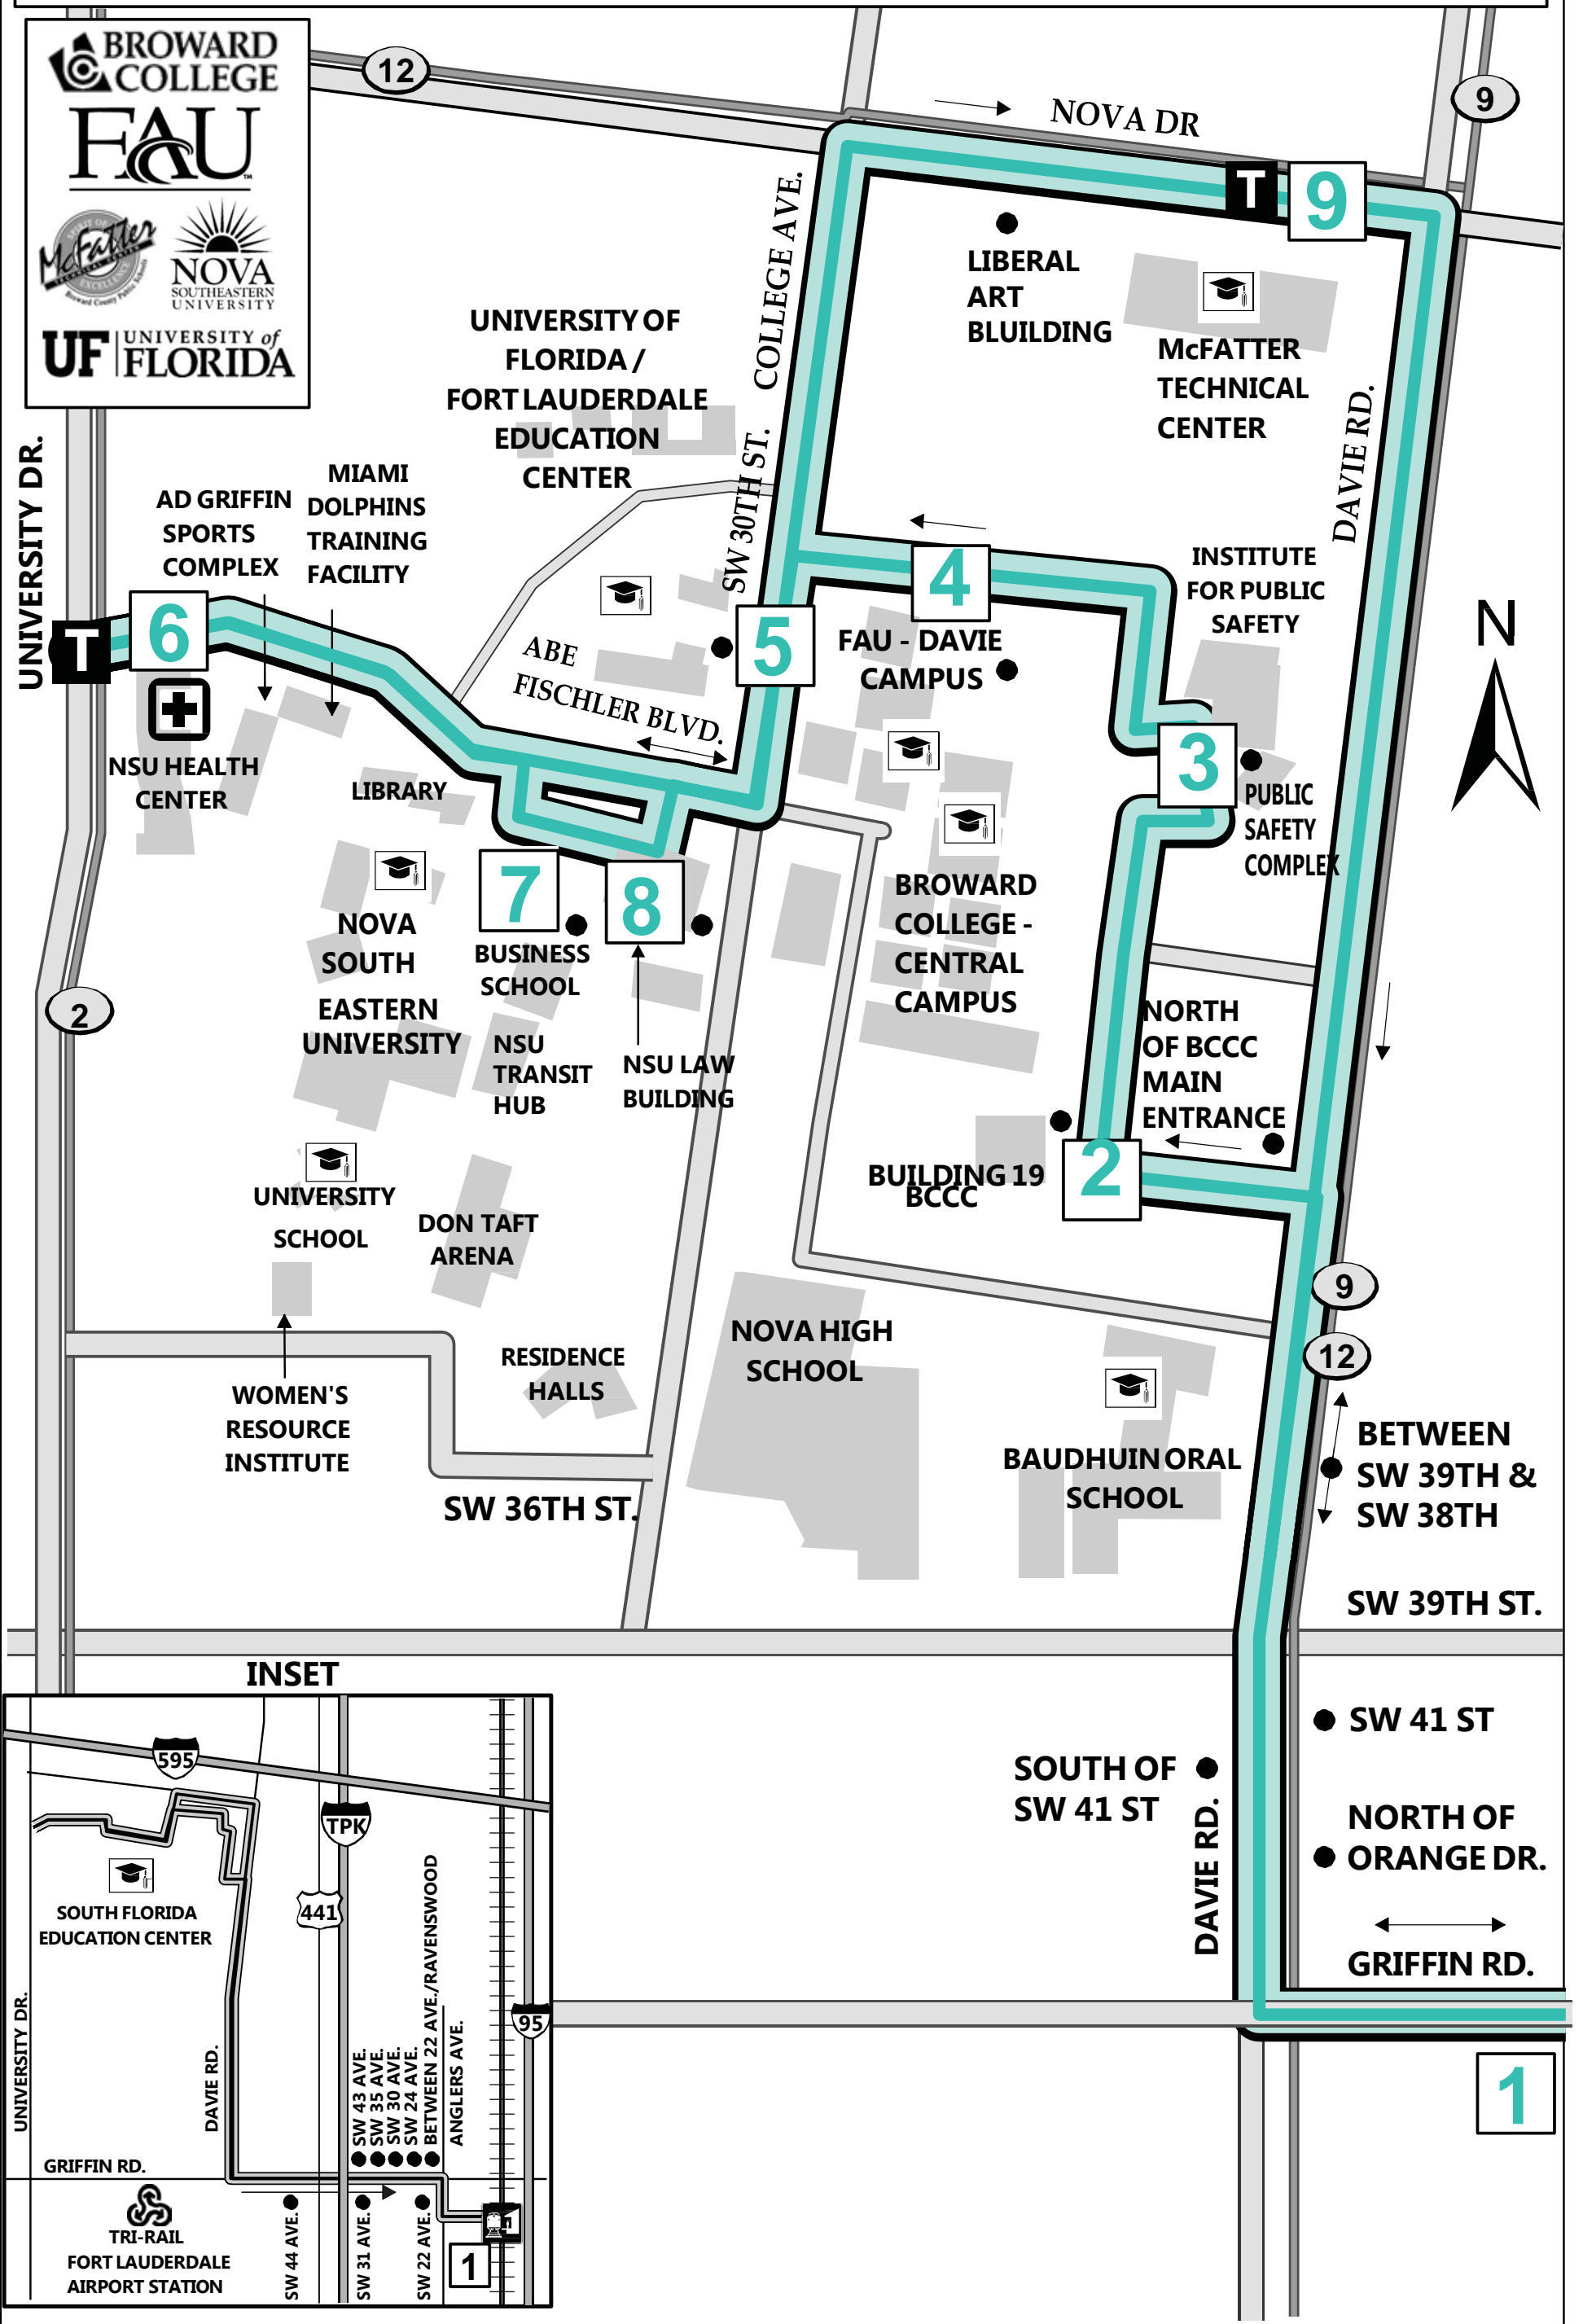 BROWARD
COLLEGE
FAU
McFatter
TECHNICAL CENTER
Broward County Public Schools
NOVA
SOUTHEASTERN
UNIVERSITY
UF UNIVERSITY of
FLORIDA
12
9
NOVA DR
T
9
COLLEGE AVE.
SW 30TH ST.
LIBERAL
ART
BLUILDING
McFATTER
TECHNICAL
CENTER
DAVIE RD.
UNIVERSITY OF
FLORIDA /
FORT LAUDERDALE
EDUCATION
CENTER
UNIVERSITY DR.
AD GRIFFIN
SPORTS
COMPLEX
MIAMI
DOLPHINS
TRAINING
FACILITY
T
6
4
INSTITUTE
FOR PUBLIC
SAFETY
N
5
FAU - DAVIE
CAMPUS
ABE
FISCHLER BLVD.
3
PUBLIC
SAFETY
COMPLEX
NSU HEALTH
CENTER
LIBRARY
7
8
BUSINESS
SCHOOL
NOVA
SOUTH
EASTERN
UNIVERSITY
BROWARD
COLLEGE -
CENTRAL
CAMPUS
2
NSU
TRANSIT
HUB
NSU LAW
BUILDING
NORTH
OF BCCC
MAIN
ENTRANCE
BUILDING 19
BCCC
2
UNIVERSITY
SCHOOL
DON TAFT
ARENA
9
12
NOVA HIGH
SCHOOL
RESIDENCE
HALLS
WOMEN'S
RESOURCE
INSTITUTE
BAUDHUIN ORAL
SCHOOL
BETWEEN
SW 39TH &
SW 38TH
SW 36TH ST.
SW 39TH ST.
SW 41 ST
SOUTH OF
SW 41 ST
NORTH OF
ORANGE DR.
DAVIE RD.
GRIFFIN RD.
1
INSET
595
TPK
441
95
SOUTH FLORIDA
EDUCATION CENTER
UNIVERSITY DR.
DAVIE RD.
SW 43 AVE.
SW 35 AVE.
SW 30 AVE.
SW 24 AVE.
BETWEEN 22 AVE./RAVENSWOOD
ANGLERS AVE.
GRIFFIN RD.
TRI-RAIL
FORT LAUDERDALE
AIRPORT STATION
SW 44 AVE.
SW 31 AVE.
SW 22 AVE.
1